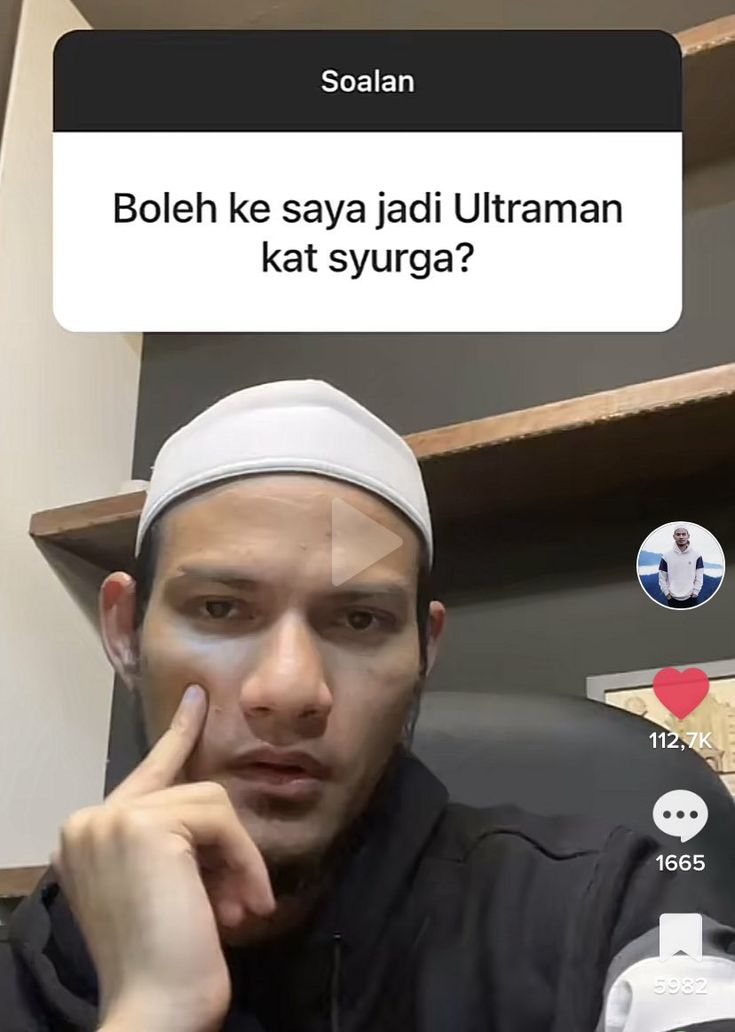 Soalan
Boleh ke saya jadi Ultraman
kat syurga?
112,7K
1665
5982